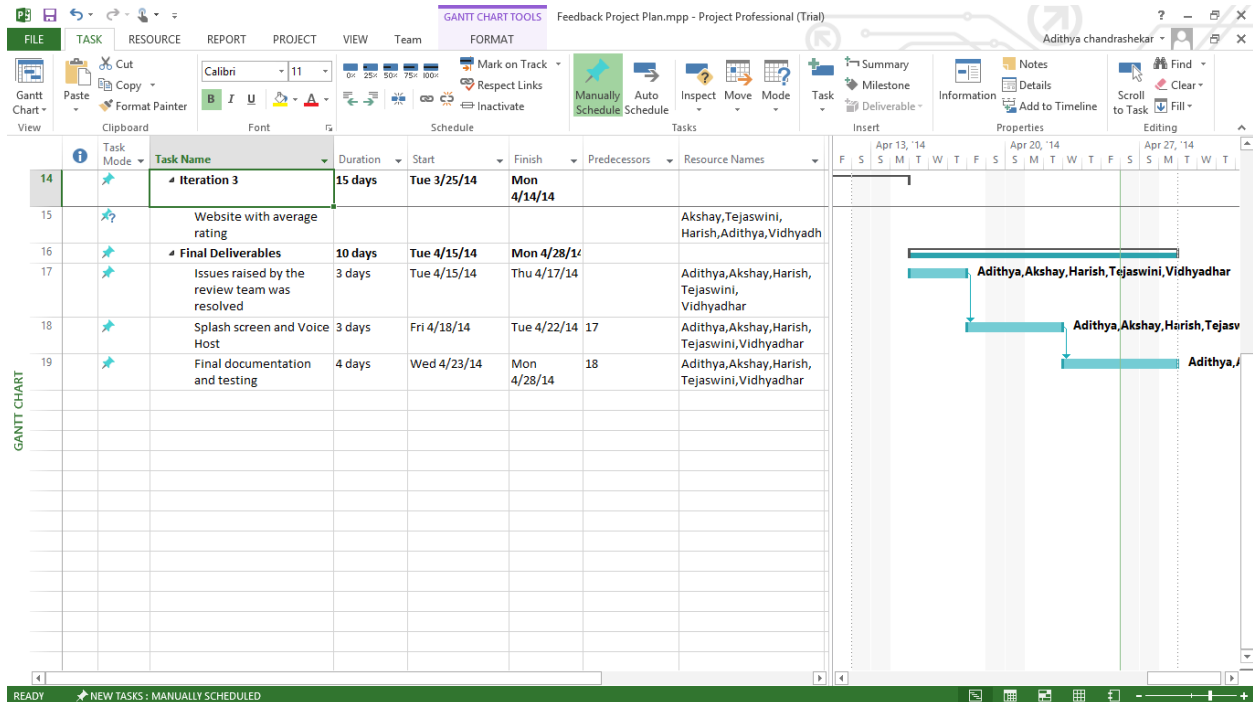 GANTT CHART TOOLS Feedback Project Plan.mpp - Project Professional (Trial)
FILE TASK RESOURCE REPORT PROJECT VIEW Team FORMAT Adithya chandrashekar
Gantt Chart
View
Paste
Cut
Copy
Format Painter
Clipboard
Calibri 11
B I U A
Font
0% 25% 50% 75% 100%
Mark on Track
Respect Links
Inactivate
Schedule
Manually Schedule
Auto Schedule
Inspect
Move
Mode
Tasks
Task
Summary
Milestone
Deliverable
Insert
Information
Notes
Details
Add to Timeline
Properties
Scroll to Task
Find
Clear
Fill
Editing
Task Mode Task Name Duration Start Finish Predecessors Resource Names
Apr 13, '14 Apr 20, '14 Apr 27, '14
F S S M T W T F S S M T W T F S S M T W T
14 Iteration 3 15 days Tue 3/25/14 Mon
4/14/14
15 Website with average Akshay,Tejaswini,
rating Harish,Adithya,Vidhyadh
16 Final Deliverables 10 days Tue 4/15/14 Mon 4/28/14
17 Issues raised by the 3 days Tue 4/15/14 Thu 4/17/14 Adithya,Akshay,Harish,
review team was Tejaswini,
resolved Vidhyadhar
Adithya,Akshay,Harish,Tejaswini,Vidhyadhar
18 Splash screen and Voice 3 days Fri 4/18/14 Tue 4/22/14 17 Adithya,Akshay,Harish,
Host Tejaswini,Vidhyadhar
Adithya,Akshay,Harish,Tejasw
19 Final documentation 4 days Wed 4/23/14 Mon 18 Adithya,Akshay,Harish,
and testing 4/28/14 Tejaswini,Vidhyadhar
Adithya,A
GANTT CHART
READY NEW TASKS : MANUALLY SCHEDULED